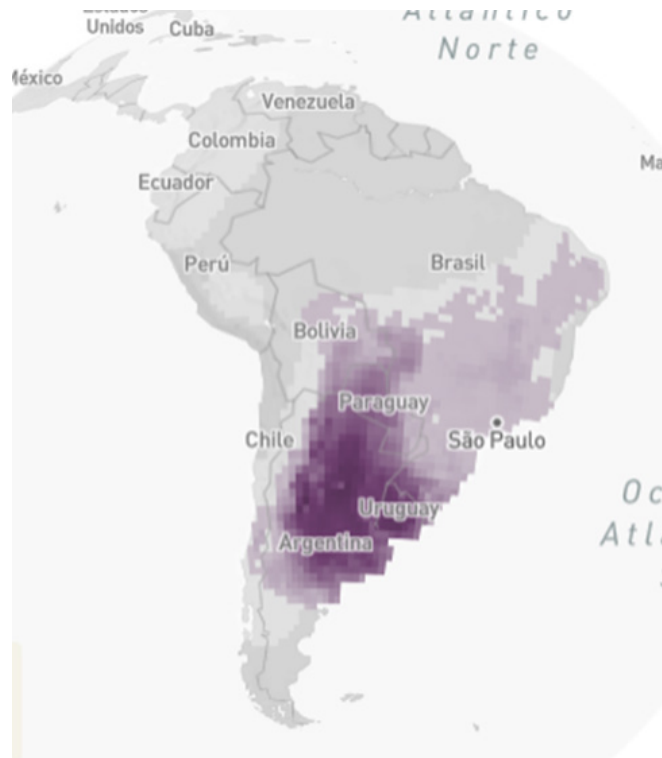 Unidos
Cuba
Atlántico
Norte
México
Venezuela
Colombia
Ecuador
Perú
Brasil
Bolivia
Paraguay
Chile
São Paulo
Uruguay
Argentina